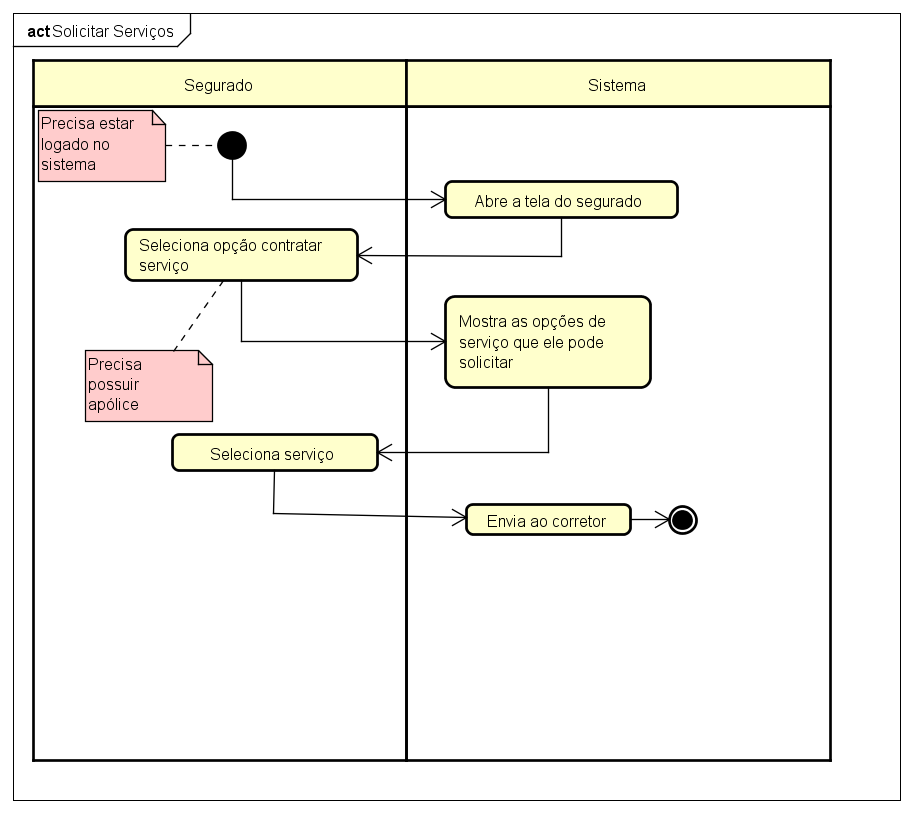 act Solicitar Serviços
Segurado
Sistema
Precisa estar
logado no
sistema
Abre a tela do segurado
Seleciona opção contratar
serviço
Mostra as opções de
serviço que ele pode
solicitar
Precisa
possuir
apólice
Seleciona serviço
Envia ao corretor